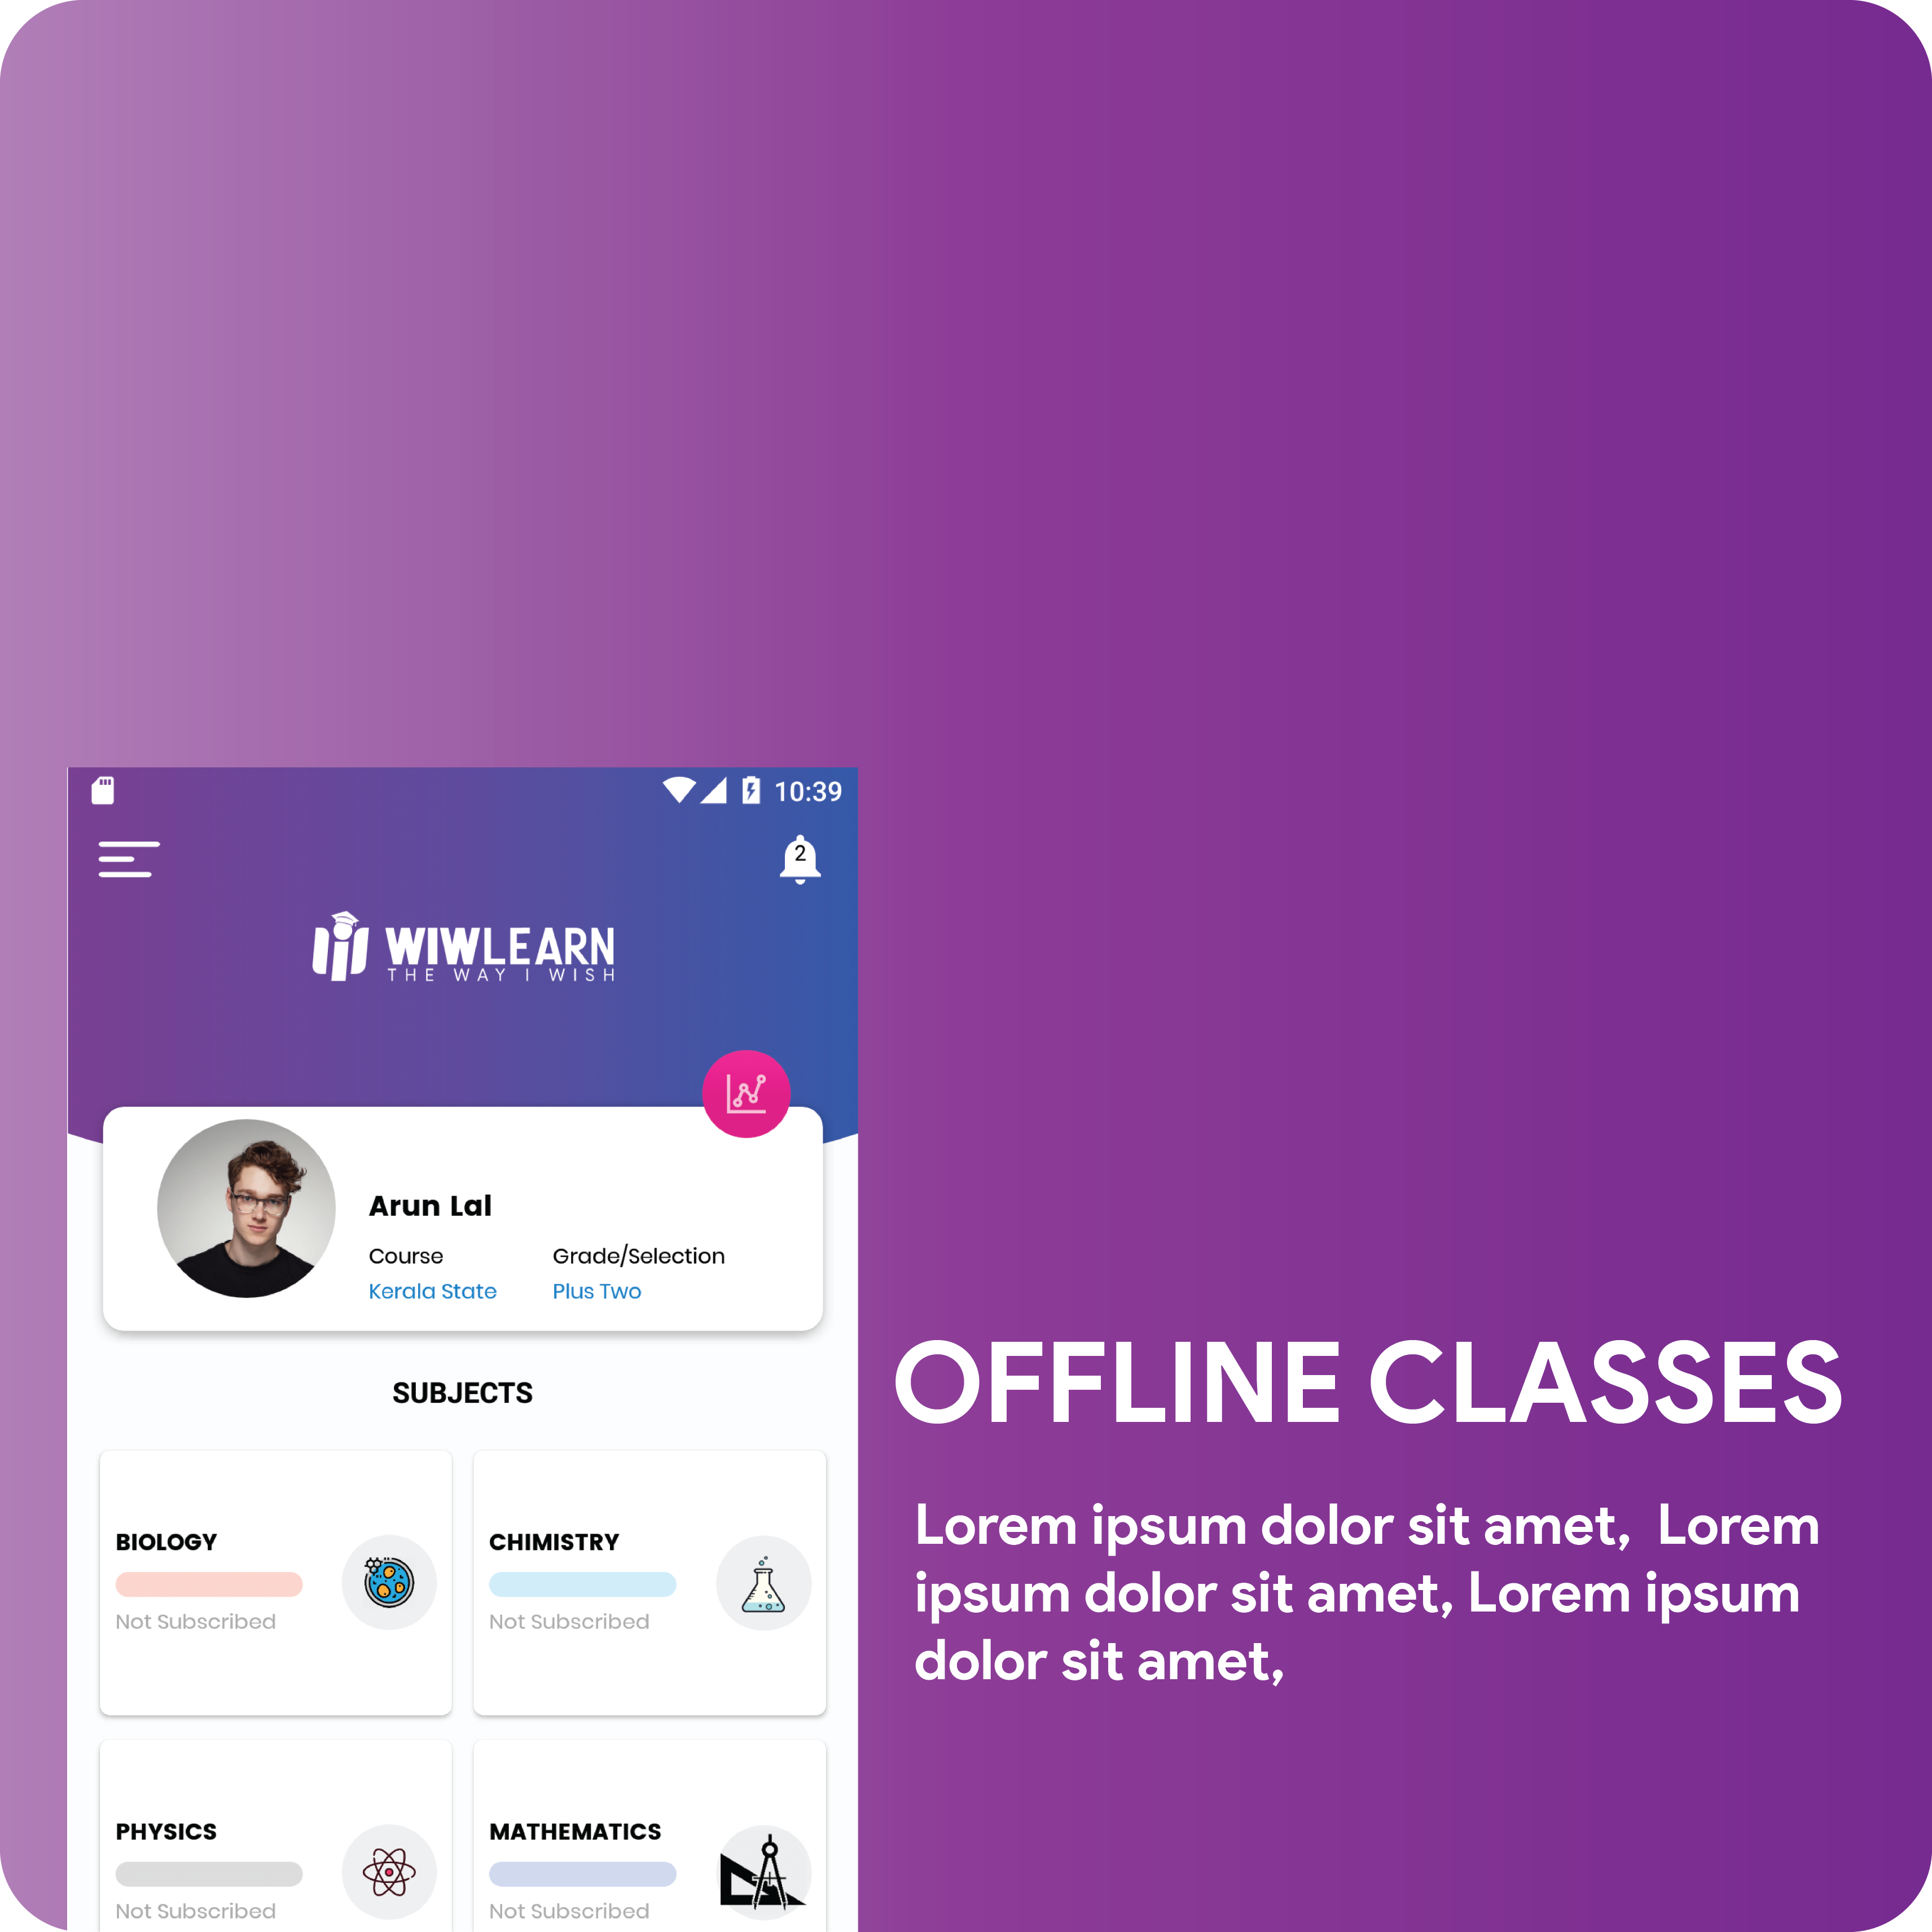 10:39
2
WIWLEARN
THE WAY I WISH
Arun Lal
Course Grade/Selection
Kerala State Plus Two
SUBJECTS
BIOLOGY
Not Subscribed
CHIMISTRY
Not Subscribed
PHYSICS
Not Subscribed
MATHEMATICS
Not Subscribed
OFFLINE CLASSES
Lorem ipsum dolor sit amet, Lorem
ipsum dolor sit amet, Lorem ipsum
dolor sit amet,